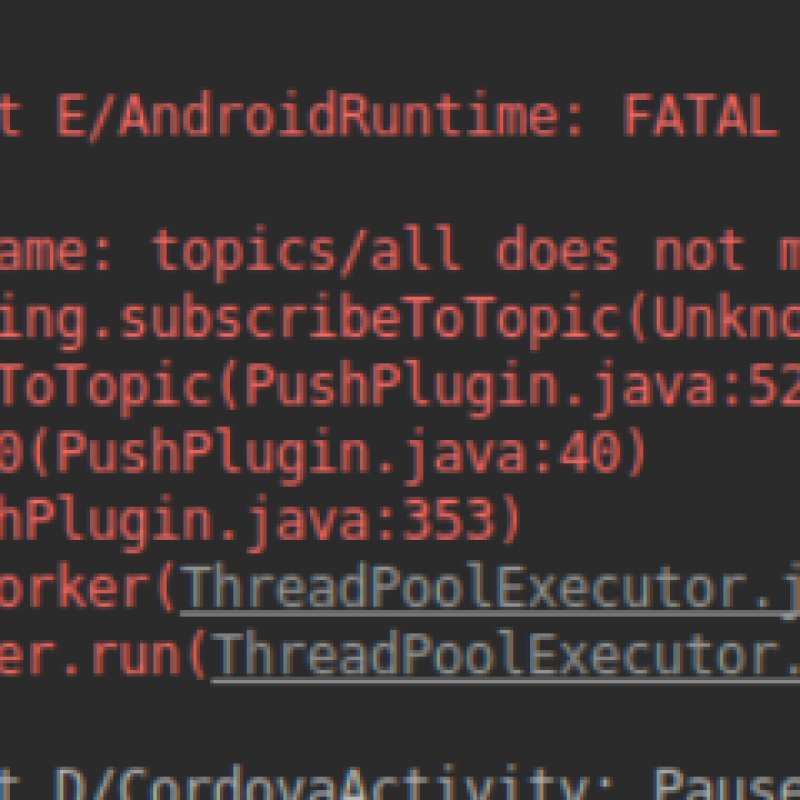 t E/AndroidRuntime: FATAL
ame: topics/all does not m
ing.subscribeToTopic(Unkno
ToTopic(PushPlugin.java:52
0(PushPlugin.java:40)
hPlugin.java:353)
orker(ThreadPoolExecutor.j
er.run(ThreadPoolExecutor.
t D/CordovaActivity: Pause